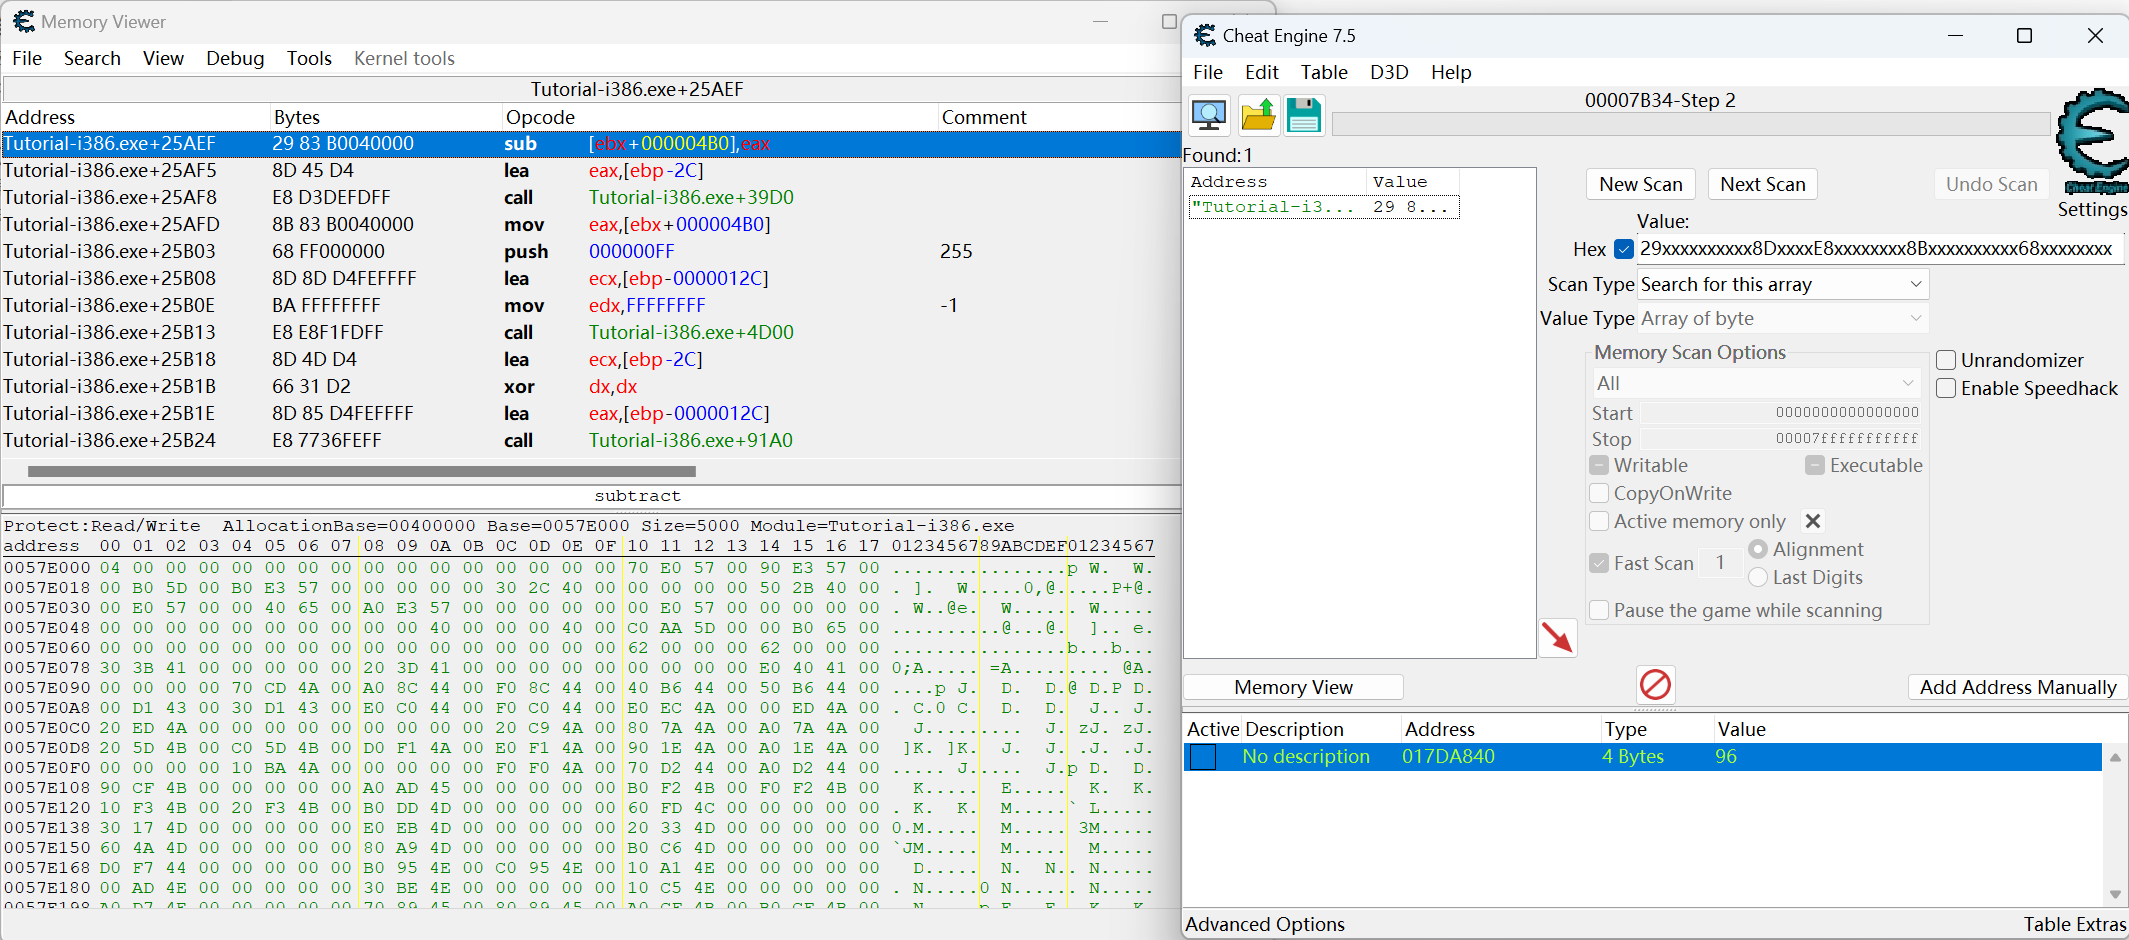 Memory Viewer
File Search View Debug Tools Kernel tools
Tutorial-i386.exe+25AEF
Address Bytes Opcode Comment
Tutorial-i386.exe+25AEF 29 83 B0040000 sub [ebx+000004B0],eax
Tutorial-i386.exe+25AF5 8D 45 D4 lea eax,[ebp-2C]
Tutorial-i386.exe+25AF8 E8 D3DEFDFF call Tutorial-i386.exe+39D0
Tutorial-i386.exe+25AFD 8B 83 B0040000 mov eax,[ebx+000004B0]
Tutorial-i386.exe+25B03 68 FF000000 push 000000FF 255
Tutorial-i386.exe+25B08 8D 8D D4FEFFFF lea ecx,[ebp-0000012C]
Tutorial-i386.exe+25B0E BA FFFFFFFF mov edx,FFFFFFFF -1
Tutorial-i386.exe+25B13 E8 E8F1FDFF call Tutorial-i386.exe+4D00
Tutorial-i386.exe+25B18 8D 4D D4 lea ecx,[ebp-2C]
Tutorial-i386.exe+25B1B 66 31 D2 xor dx,dx
Tutorial-i386.exe+25B1E 8D 85 D4FEFFFF lea eax,[ebp-0000012C]
Tutorial-i386.exe+25B24 E8 7736FEFF call Tutorial-i386.exe+91A0
subtract
Protect:Read/Write AllocationBase=00400000 Base=0057E000 Size=5000 Module=Tutorial-i386.exe
address 00 01 02 03 04 05 06 07 08 09 0A 0B 0C 0D 0E 0F 10 11 12 13 14 15 16 17 0123456789ABCDEF01234567
0057E000 04 00 00 00 00 00 00 00 00 00 00 00 00 00 00 00 70 E0 57 00 90 E3 57 00 ................p W. W.
0057E018 00 B0 5D 00 B0 E3 57 00 00 00 00 00 30 2C 40 00 00 00 00 00 50 2B 40 00 . ]. W.....0,@.....P+@.
0057E030 00 E0 57 00 00 40 65 00 A0 E3 57 00 00 00 00 00 00 E0 57 00 00 00 00 00 . W..@e. W...... W.....
0057E048 00 00 00 00 00 00 00 00 00 00 40 00 00 00 40 00 C0 AA 5D 00 00 B0 65 00 ..........@...@. ].. e.
0057E060 00 00 00 00 00 00 00 00 00 00 00 00 00 00 00 00 62 00 00 00 62 00 00 00 ................b...b...
0057E078 30 3B 41 00 00 00 00 00 20 3D 41 00 00 00 00 00 00 00 00 00 E0 40 41 00 0;A..... =A......... @A.
0057E090 00 00 00 00 70 CD 4A 00 A0 8C 44 00 F0 8C 44 00 40 B6 44 00 50 B6 44 00 ....p J. D. D.@ D.P D.
0057E0A8 00 D1 43 00 30 D1 43 00 E0 C0 44 00 F0 C0 44 00 E0 EC 4A 00 00 ED 4A 00 . C.0 C. D. D. J.. J.
0057E0C0 20 ED 4A 00 00 00 00 00 00 00 00 00 20 C9 4A 00 80 7A 4A 00 A0 7A 4A 00 J......... J. zJ. zJ.
0057E0D8 20 5D 4B 00 C0 5D 4B 00 D0 F1 4A 00 E0 F1 4A 00 90 1E 4A 00 A0 1E 4A 00 ]K. ]K. J. J. .J. .J.
0057E0F0 00 00 00 00 10 BA 4A 00 00 00 00 00 F0 F0 4A 00 70 D2 44 00 A0 D2 44 00 ..... J..... J.p D. D.
0057E108 90 CF 4B 00 00 00 00 00 A0 AD 45 00 00 00 00 00 B0 F2 4B 00 F0 F2 4B 00 K..... E..... K. K.
0057E120 10 F3 4B 00 20 F3 4B 00 B0 DD 4D 00 00 00 00 00 60 FD 4C 00 00 00 00 00 . K. K. M.....` L.....
0057E138 30 17 4D 00 00 00 00 00 E0 EB 4D 00 00 00 00 00 20 33 4D 00 00 00 00 00 0.M..... M..... 3M.....
0057E150 60 4A 4D 00 00 00 00 00 80 A9 4D 00 00 00 00 00 B0 C6 4D 00 00 00 00 00 `JM..... M..... M.....
0057E168 D0 F7 44 00 00 00 00 00 B0 95 4E 00 C0 95 4E 00 10 A1 4E 00 00 00 00 00 D..... N. N.. N.....
0057E180 00 AD 4E 00 00 00 00 00 30 BE 4E 00 00 00 00 00 10 C5 4E 00 00 00 00 00 . N.....0 N...... N.....
Cheat Engine 7.5
File Edit Table D3D Help
00007B34-Step 2
Found:1
Address Value
"Tutorial-i3... 29 8...
New Scan Next Scan Undo Scan
Cheat Engine
Settings
Value:
Hex 29xxxxxxxxxx8DxxxxE8xxxxxxxx8Bxxxxxxxxxx68xxxxxxxx
Scan Type Search for this array
Value Type Array of byte
Memory Scan Options
All
Unrandomizer
Enable Speedhack
Start 0000000000000000
Stop 00007fffffffffff
Writable Executable
CopyOnWrite
Active memory only
Fast Scan 1 Alignment
Last Digits
Pause the game while scanning
Memory View
Add Address Manually
Active Description Address Type Value
No description 017DA840 4 Bytes 96
Advanced Options Table Extras